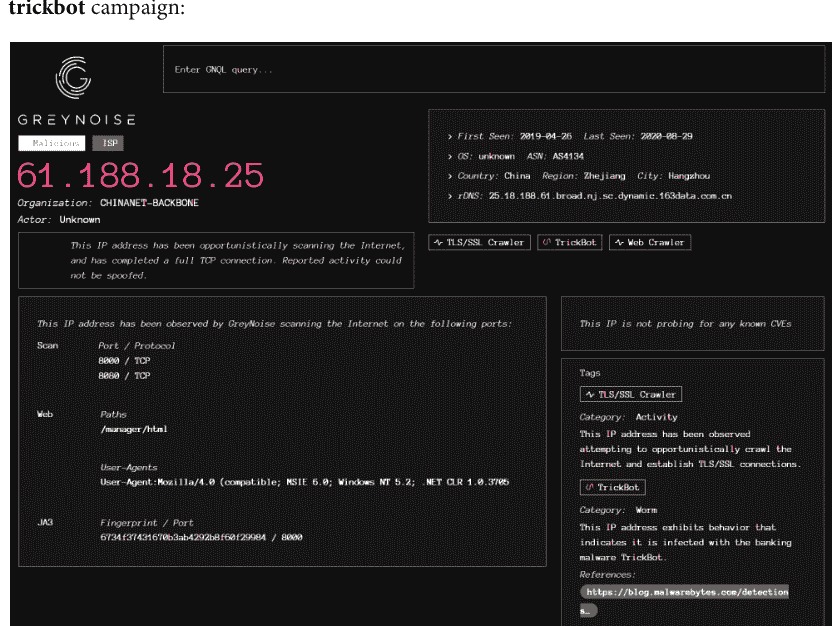 trickbot campaign:
Enter GNQL query...
GREYNOISE
Malicious ISP
61.188.18.25
Organization: CHINANET-BACKBONE
Actor: Unknown
This IP address has been opportunistically scanning the Internet,
and has completed a full TCP connection. Reported activity could
not be spoofed.
› First Seen: 2019-04-26 Last Seen: 2020-08-29
› OS: unknown ASN: AS4134
› Country: China Region: Zhejiang City: Hangzhou
› rDNS: 25.18.188.61.broad.nj.sc.dynamic.163data.com.cn
TLS/SSL Crawler TrickBot Web Crawler
This IP address has been observed by GreyNoise scanning the Internet on the following ports:
Scan Port / Protocol
8000 / TCP
8080 / TCP
Web Paths
/manager/html
User-Agents
User-Agent:Mozilla/4.0 (compatible; MSIE 6.0; Windows NT 5.2; .NET CLR 1.0.3705
JA3 Fingerprint / Port
6734f37431670b3ab4292b8f60f29984 / 8000
This IP is not probing for any known CVEs
Tags
TLS/SSL Crawler
Category: Activity
This IP address has been observed
attempting to opportunistically crawl the
Internet and establish TLS/SSL connections.
TrickBot
Category: Worm
This IP address exhibits behavior that
indicates it is infected with the banking
malware TrickBot.
References:
https://blog.malwarebytes.com/detection
s…